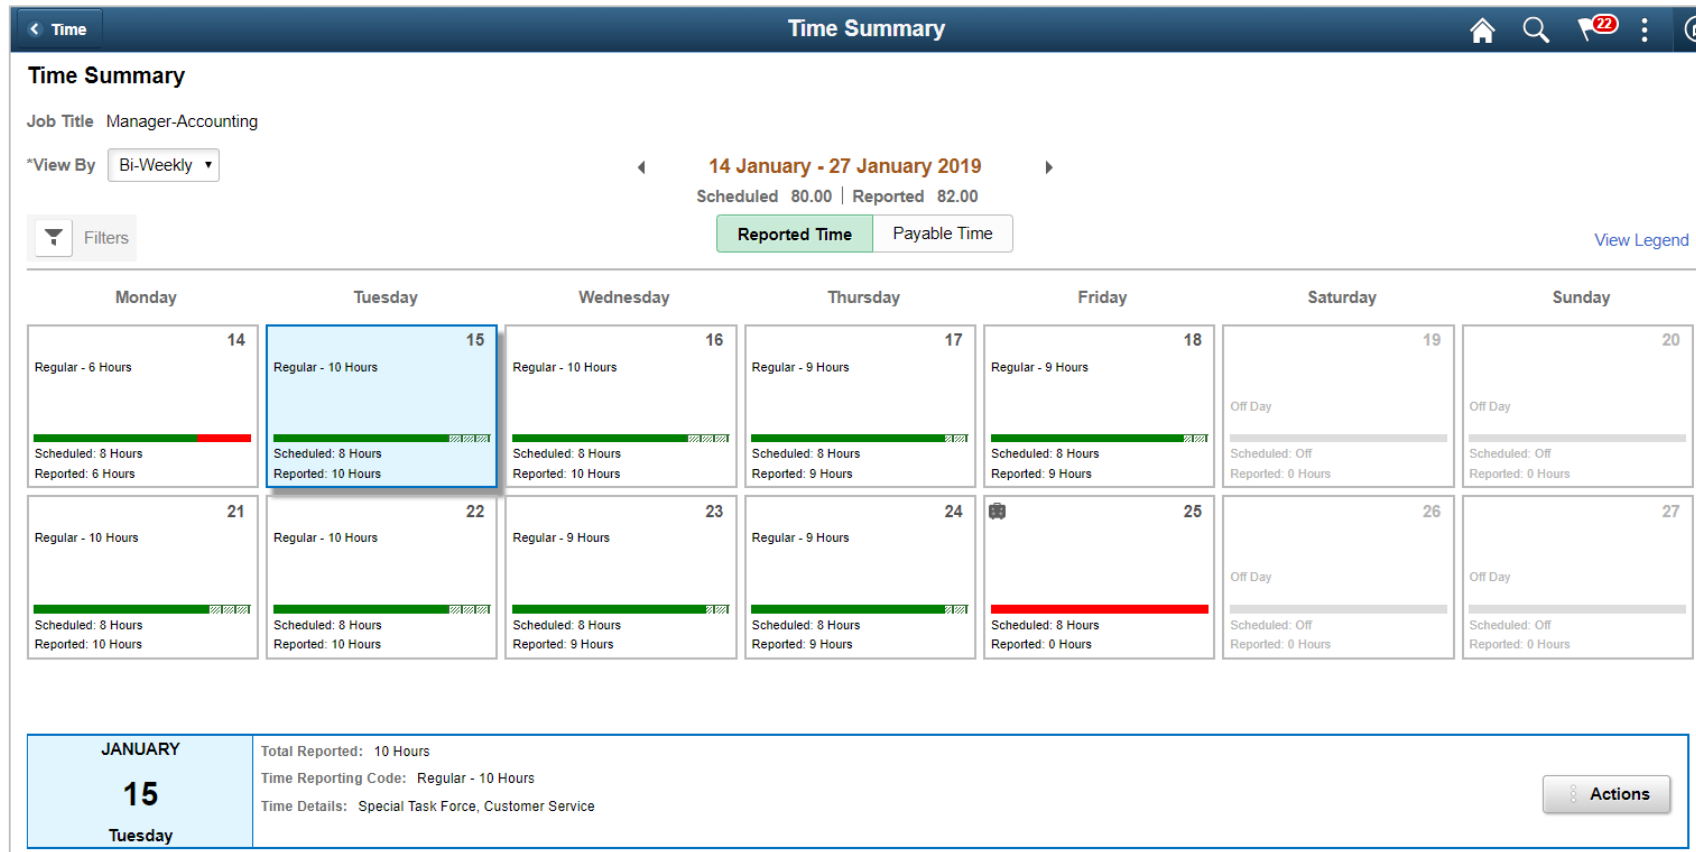 Time
Time Summary
22
Time Summary
Job Title Manager-Accounting
*View By Bi-Weekly
14 January - 27 January 2019
Scheduled 80.00 | Reported 82.00
Filters
Reported Time Payable Time
View Legend
Monday Tuesday Wednesday Thursday Friday Saturday Sunday
14 15 16 17 18 19 20
Regular - 6 Hours Regular - 10 Hours Regular - 10 Hours Regular - 9 Hours Regular - 9 Hours
Off Day Off Day
Scheduled: 8 Hours Scheduled: 8 Hours Scheduled: 8 Hours Scheduled: 8 Hours Scheduled: 8 Hours Scheduled: Off Scheduled: Off
Reported: 6 Hours Reported: 10 Hours Reported: 10 Hours Reported: 9 Hours Reported: 9 Hours Reported: 0 Hours Reported: 0 Hours
21 22 23 24 25 26 27
Regular - 10 Hours Regular - 10 Hours Regular - 9 Hours Regular - 9 Hours
Off Day Off Day
Scheduled: 8 Hours Scheduled: 8 Hours Scheduled: 8 Hours Scheduled: 8 Hours Scheduled: 8 Hours Scheduled: Off Scheduled: Off
Reported: 10 Hours Reported: 10 Hours Reported: 9 Hours Reported: 9 Hours Reported: 0 Hours Reported: 0 Hours Reported: 0 Hours
JANUARY
15
Tuesday
Total Reported: 10 Hours
Time Reporting Code: Regular - 10 Hours
Time Details: Special Task Force, Customer Service
Actions